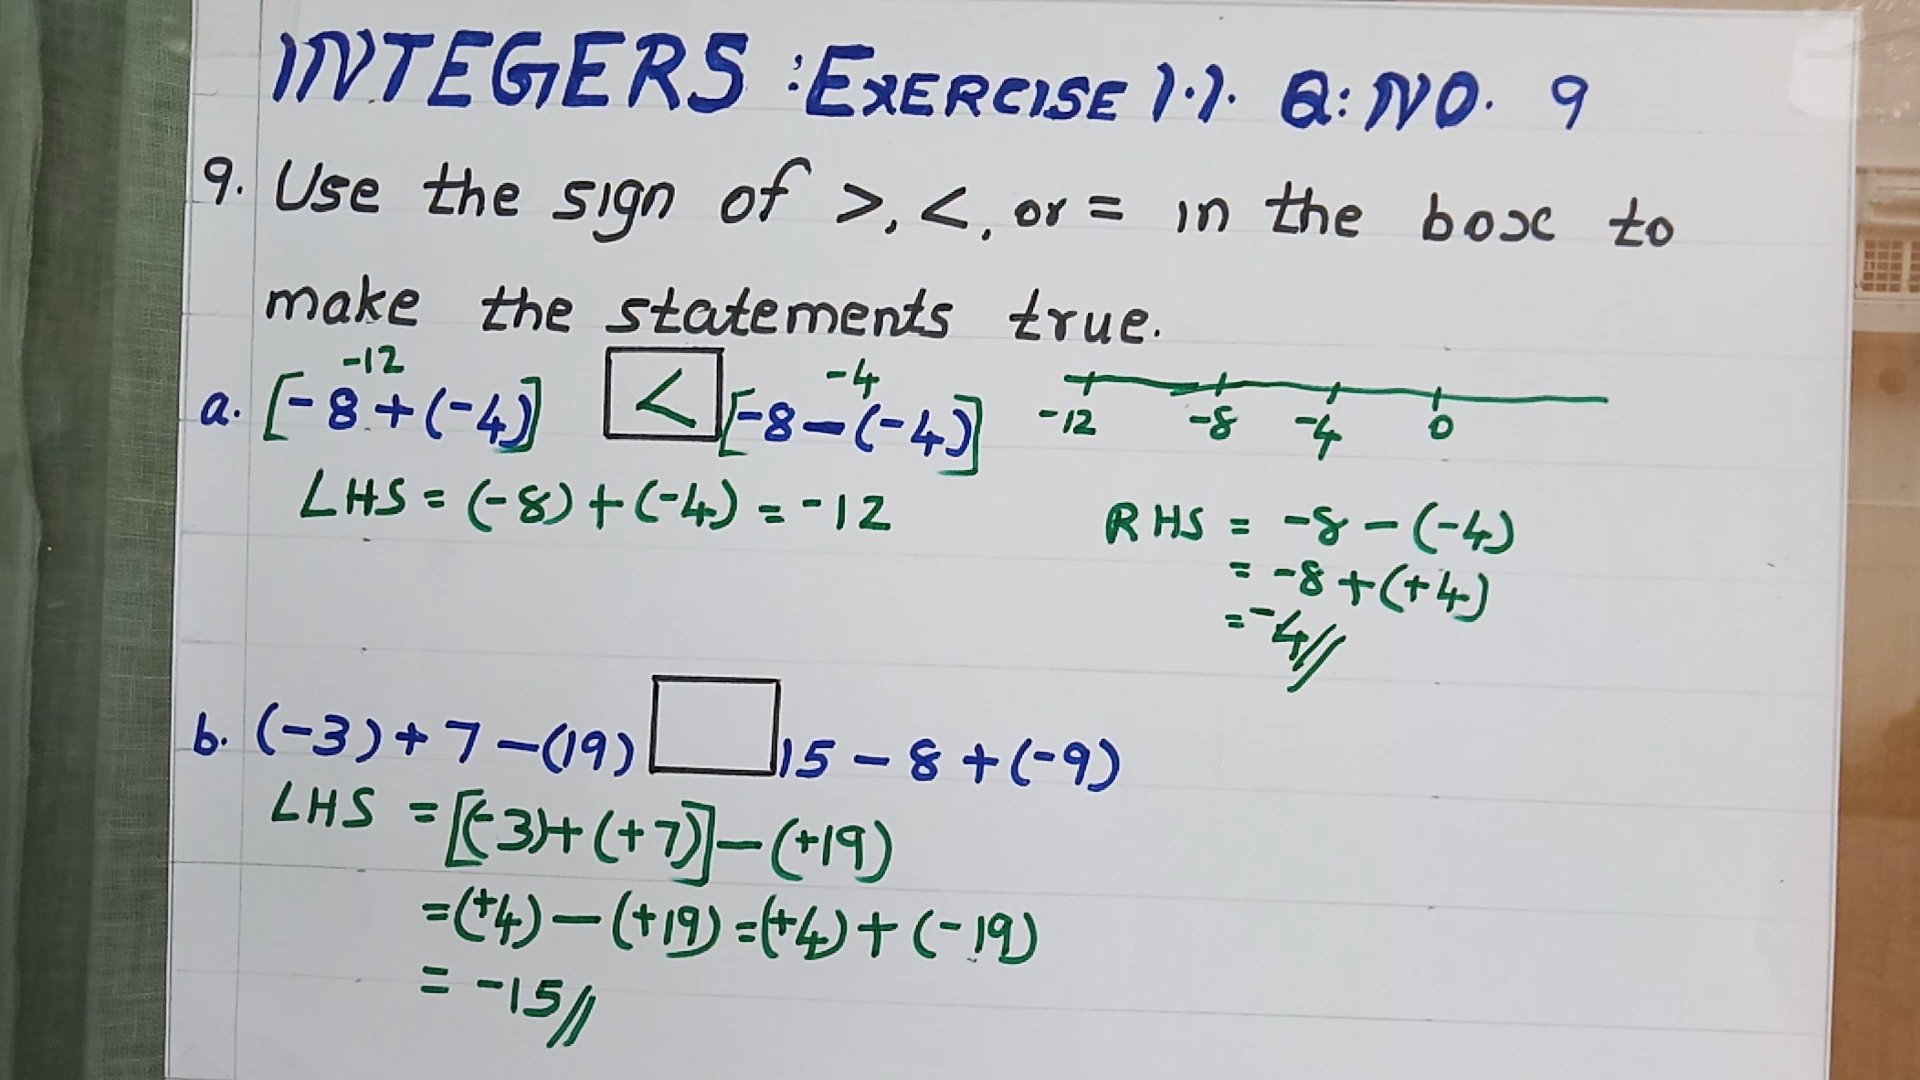 INTEGERS : EXERCISE 1.1. Q: NO. 9
9. Use the sign of >, <, or = in the box to
make the statements true.
-12 -4
a. [-8+(-4)] < [-8-(-4)]
-12 -8 -4 0
LHS = (-8)+(-4) = -12
RHS = -8-(-4)
= -8+(+4)
= -4//
b. (-3)+7-(19) 15-8+(-9)
LHS = [(-3)+(+7)]-(+19)
=(+4)-(+19)=(+4)+(-19)
= -15//